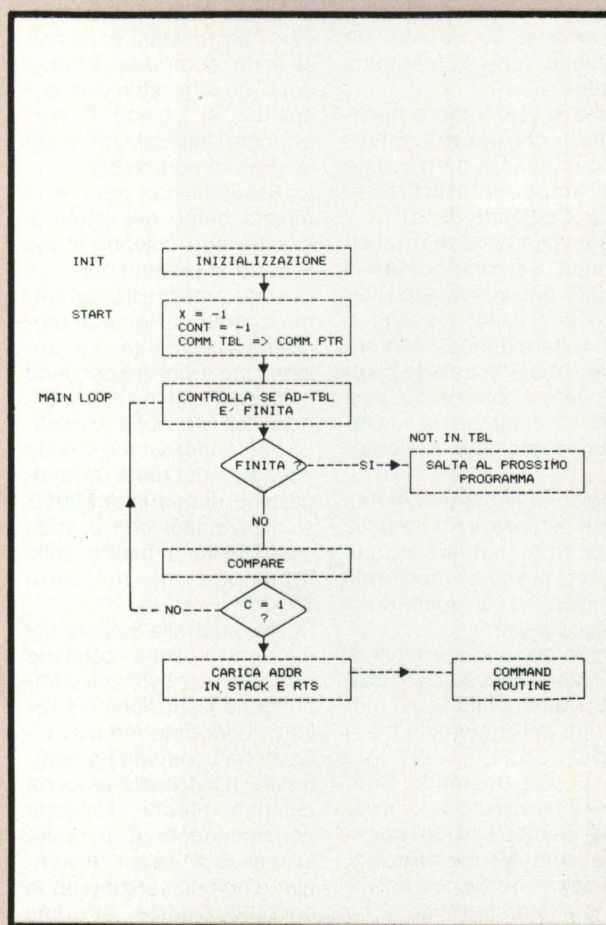 INIT
INIZIALIZZAZIONE
START
X = -1
CONT = -1
COMM.TBL => COMM.PTR
MAIN LOOP
CONTROLLA SE AD-TBL
E' FINITA
FINITA ?
SI
NOT.IN.TBL
SALTA AL PROSSIMO
PROGRAMMA
NO
COMPARE
C = 1
?
NO
CARICA ADDR
IN STACK E RTS
COMMAND
ROUTINE